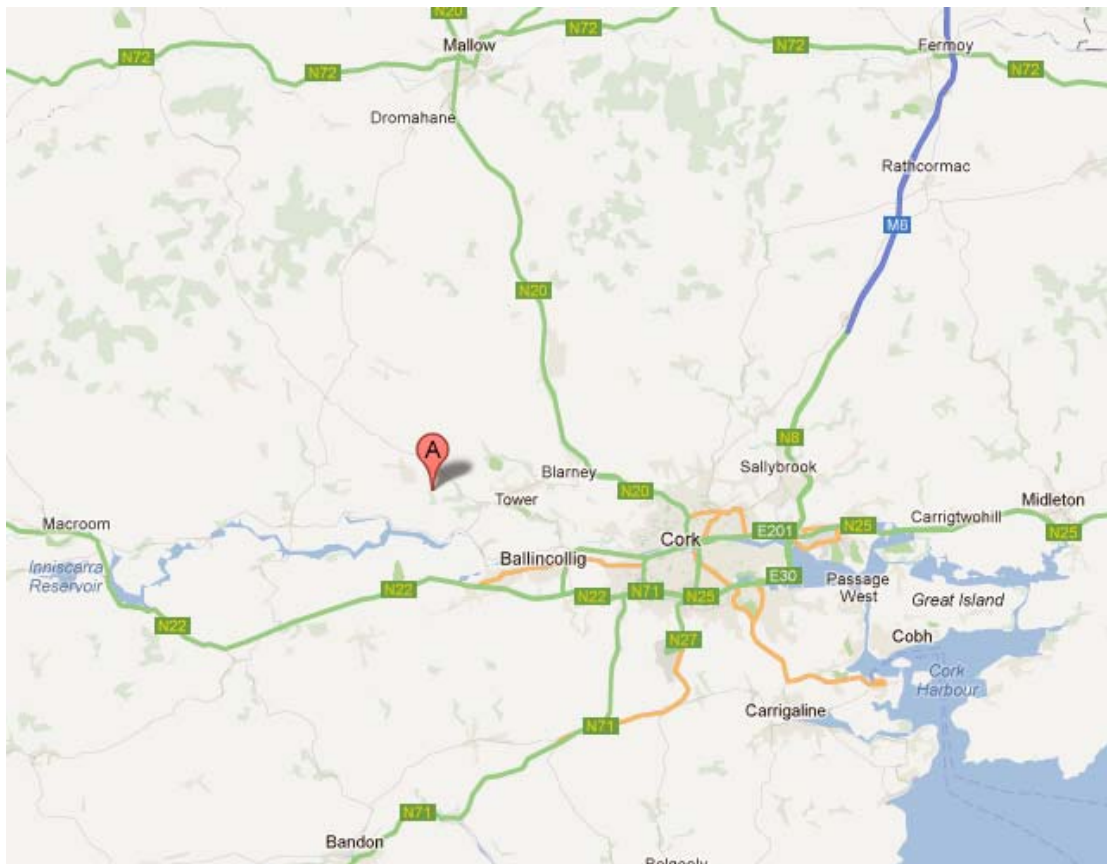 N20
Mallow
N72
N72
N72
N72
Fermoy
N72
N72
Dromahane
Rathcormac
M8
N20
A
N8
Blarney
Sallybrook
N20
Tower
Midleton
Macroom
Carrigtwohill
E201
N25
N25
Cork
Ballincollig
Inniscarra
Reservoir
E30
Passage
West
N22
N22
N71
N25
Great Island
N22
N27
Cobh
Cork
Harbour
Carrigaline
N71
N71
Bandon